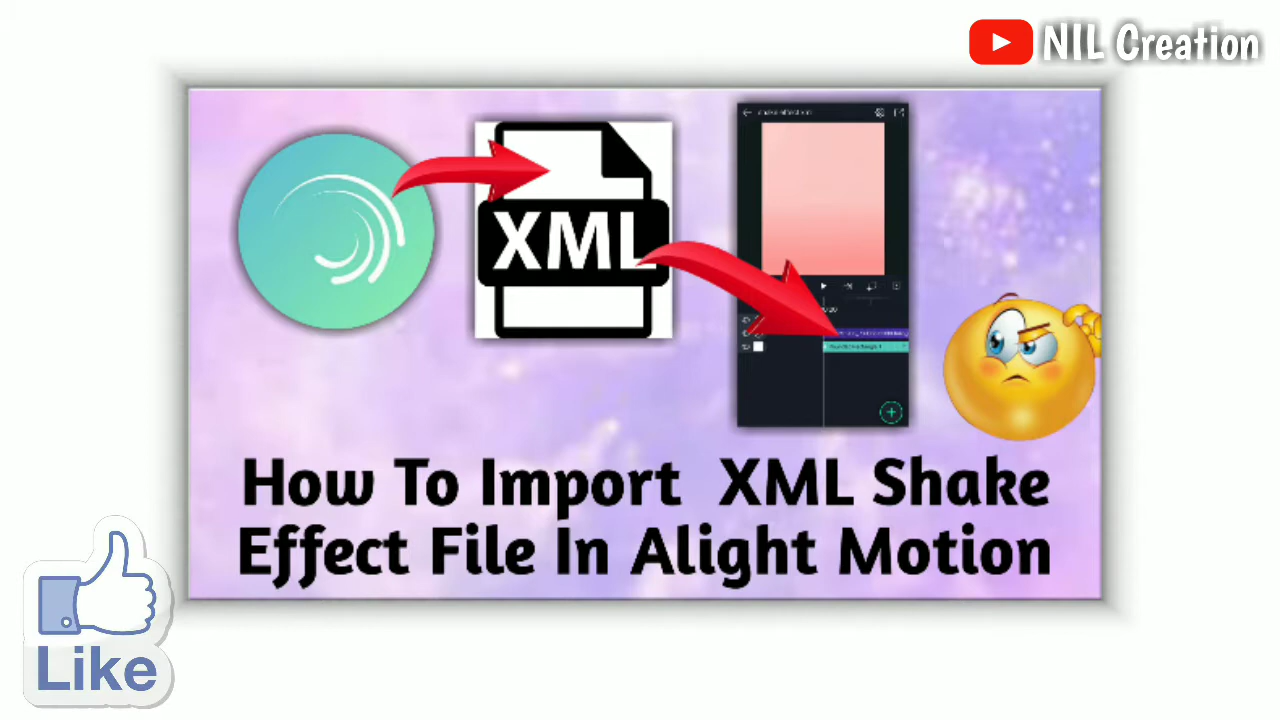 NIL Creation
XML
How To Import XML Shake
Effect File In Alight Motion
Like